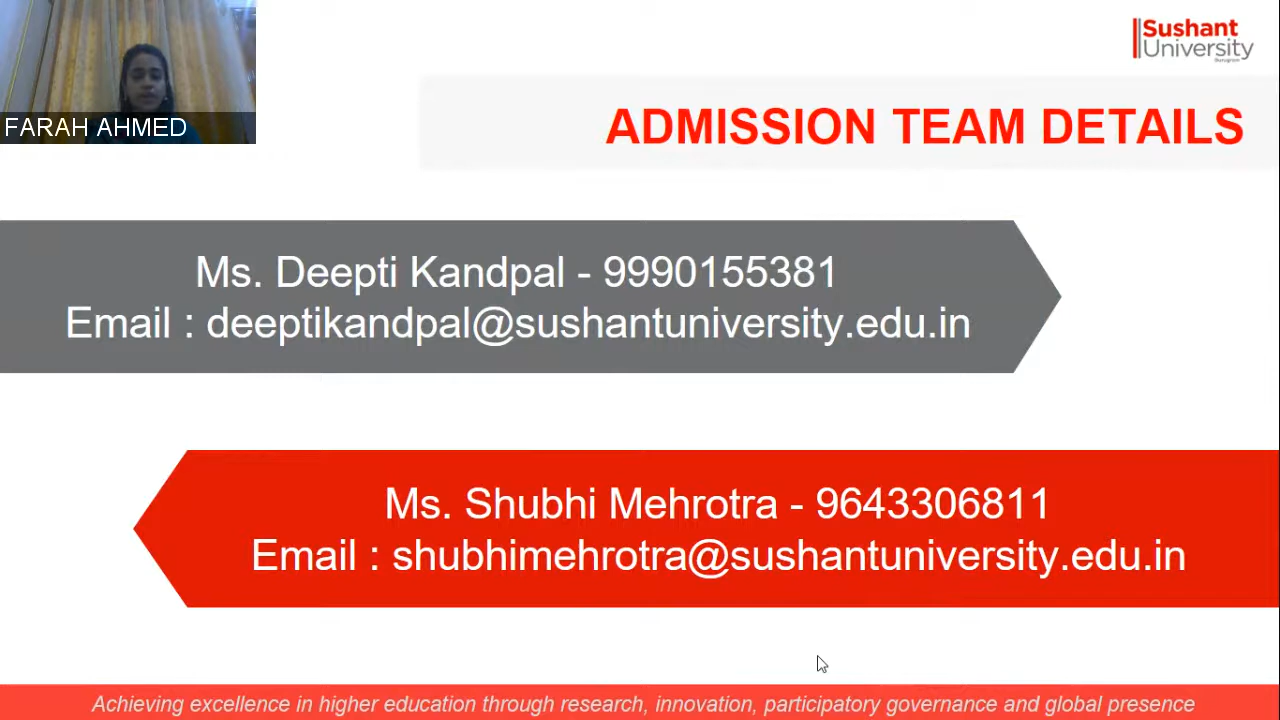 Sushant
University
FARAH AHMED
ADMISSION TEAM DETAILS
Ms. Deepti Kandpal - 9990155381
Email : deeptikandpal@sushantuniversity.edu.in
Ms. Shubhi Mehrotra - 9643306811
Email : shubhimehrotra@sushantuniversity.edu.in
Achieving excellence in higher education through research, innovation, participatory governance and global presence